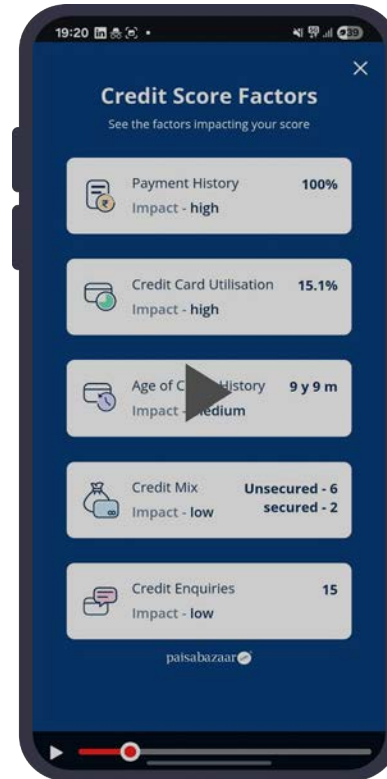 19:20
39
Credit Score Factors
See the factors impacting your score
Payment History 100%
Impact - high
Credit Card Utilisation 15.1%
Impact - high
Age of History 9 y 9 m
Impact - medium
Credit Mix Unsecured - 6
Impact - low secured - 2
Credit Enquiries 15
Impact - low
paisabazaar